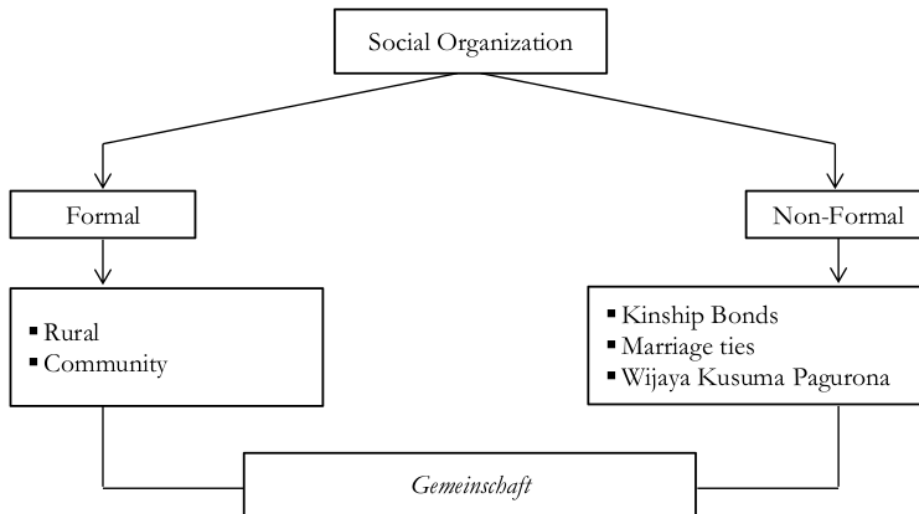 Social Organization
Formal
Non-Formal
▪ Rural
▪ Community
▪ Kinship Bonds
▪ Marriage ties
▪ Wijaya Kusuma Pagurona
Gemeinschaft